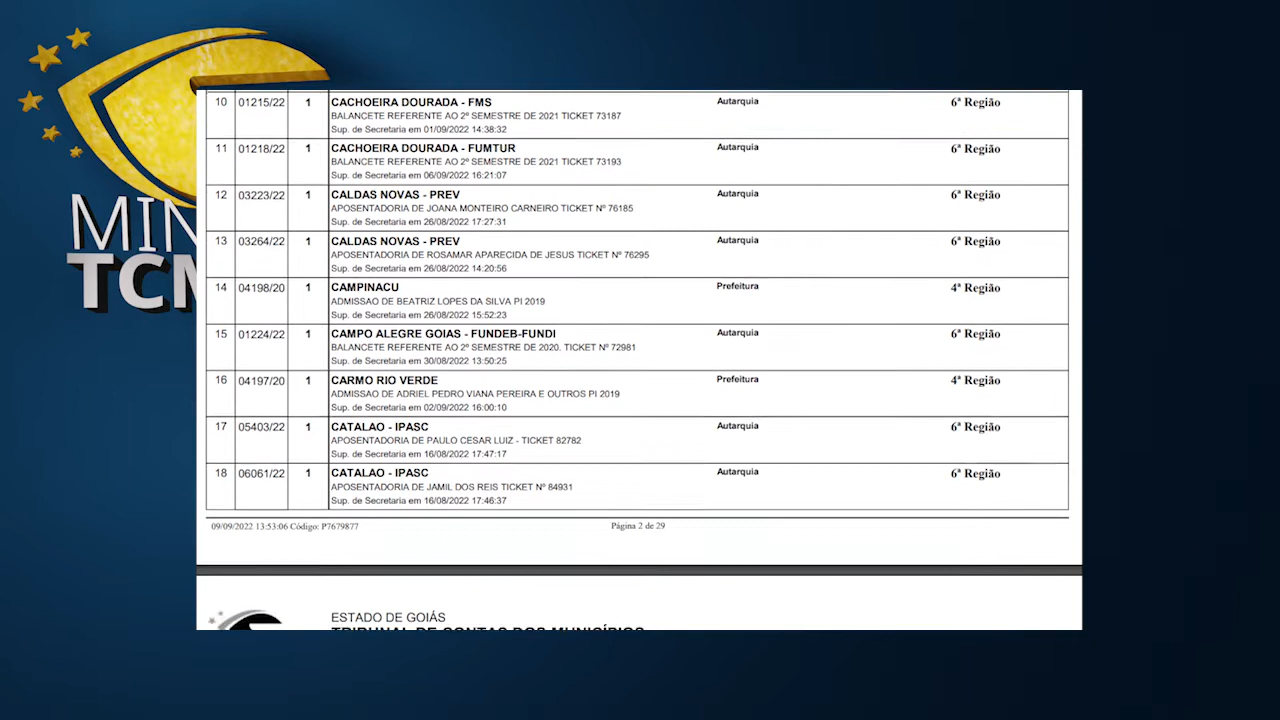 MIN
TCM
10 01215/22 1 CACHOEIRA DOURADA - FMS Autarquia 6ª Região
BALANCETE REFERENTE AO 2º SEMESTRE DE 2021 TICKET 73187
Sup. de Secretaria em 01/09/2022 14:38:32
11 01218/22 1 CACHOEIRA DOURADA - FUMTUR Autarquia 6ª Região
BALANCETE REFERENTE AO 2º SEMESTRE DE 2021 TICKET 73193
Sup. de Secretaria em 06/09/2022 16:21:07
12 03223/22 1 CALDAS NOVAS - PREV Autarquia 6ª Região
APOSENTADORIA DE JOANA MONTEIRO CARNEIRO TICKET Nº 76185
Sup. de Secretaria em 26/08/2022 17:27:31
13 03264/22 1 CALDAS NOVAS - PREV Autarquia 6ª Região
APOSENTADORIA DE ROSAMAR APARECIDA DE JESUS TICKET Nº 76295
Sup. de Secretaria em 26/08/2022 14:20:56
14 04198/20 1 CAMPINACU Prefeitura 4ª Região
ADMISSAO DE BEATRIZ LOPES DA SILVA PI 2019
Sup. de Secretaria em 26/08/2022 15:52:23
15 01224/22 1 CAMPO ALEGRE GOIAS - FUNDEB-FUNDI Autarquia 6ª Região
BALANCETE REFERENTE AO 2º SEMESTRE DE 2020. TICKET Nº 72981
Sup. de Secretaria em 30/08/2022 13:50:25
16 04197/20 1 CARMO RIO VERDE Prefeitura 4ª Região
ADMISSAO DE ADRIEL PEDRO VIANA PEREIRA E OUTROS PI 2019
Sup. de Secretaria em 02/09/2022 16:00:10
17 05403/22 1 CATALAO - IPASC Autarquia 6ª Região
APOSENTADORIA DE PAULO CESAR LUIZ - TICKET 82782
Sup. de Secretaria em 16/08/2022 17:47:17
18 06061/22 1 CATALAO - IPASC Autarquia 6ª Região
APOSENTADORIA DE JAMIL DOS REIS TICKET Nº 84931
Sup. de Secretaria em 16/08/2022 17:46:37
09/09/2022 13:53:06 Código: P7679877 Página 2 de 29
ESTADO DE GOIÁS
TRIBUNAL DE CONTAS DOS MUNICÍPIOS